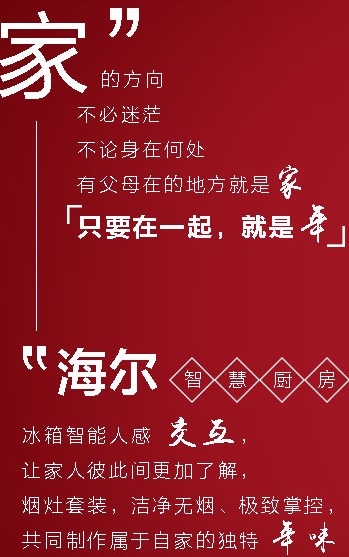 家”的方向
不必迷茫
不论身在何处
有父母在的地方就是家
「只要在一起，就是年」
“海尔 智慧厨房
冰箱智能人感 交互，
让家人彼此间更加了解，
烟灶套装，洁净无烟、极致掌控，
共同制作属于自家的独特 年味